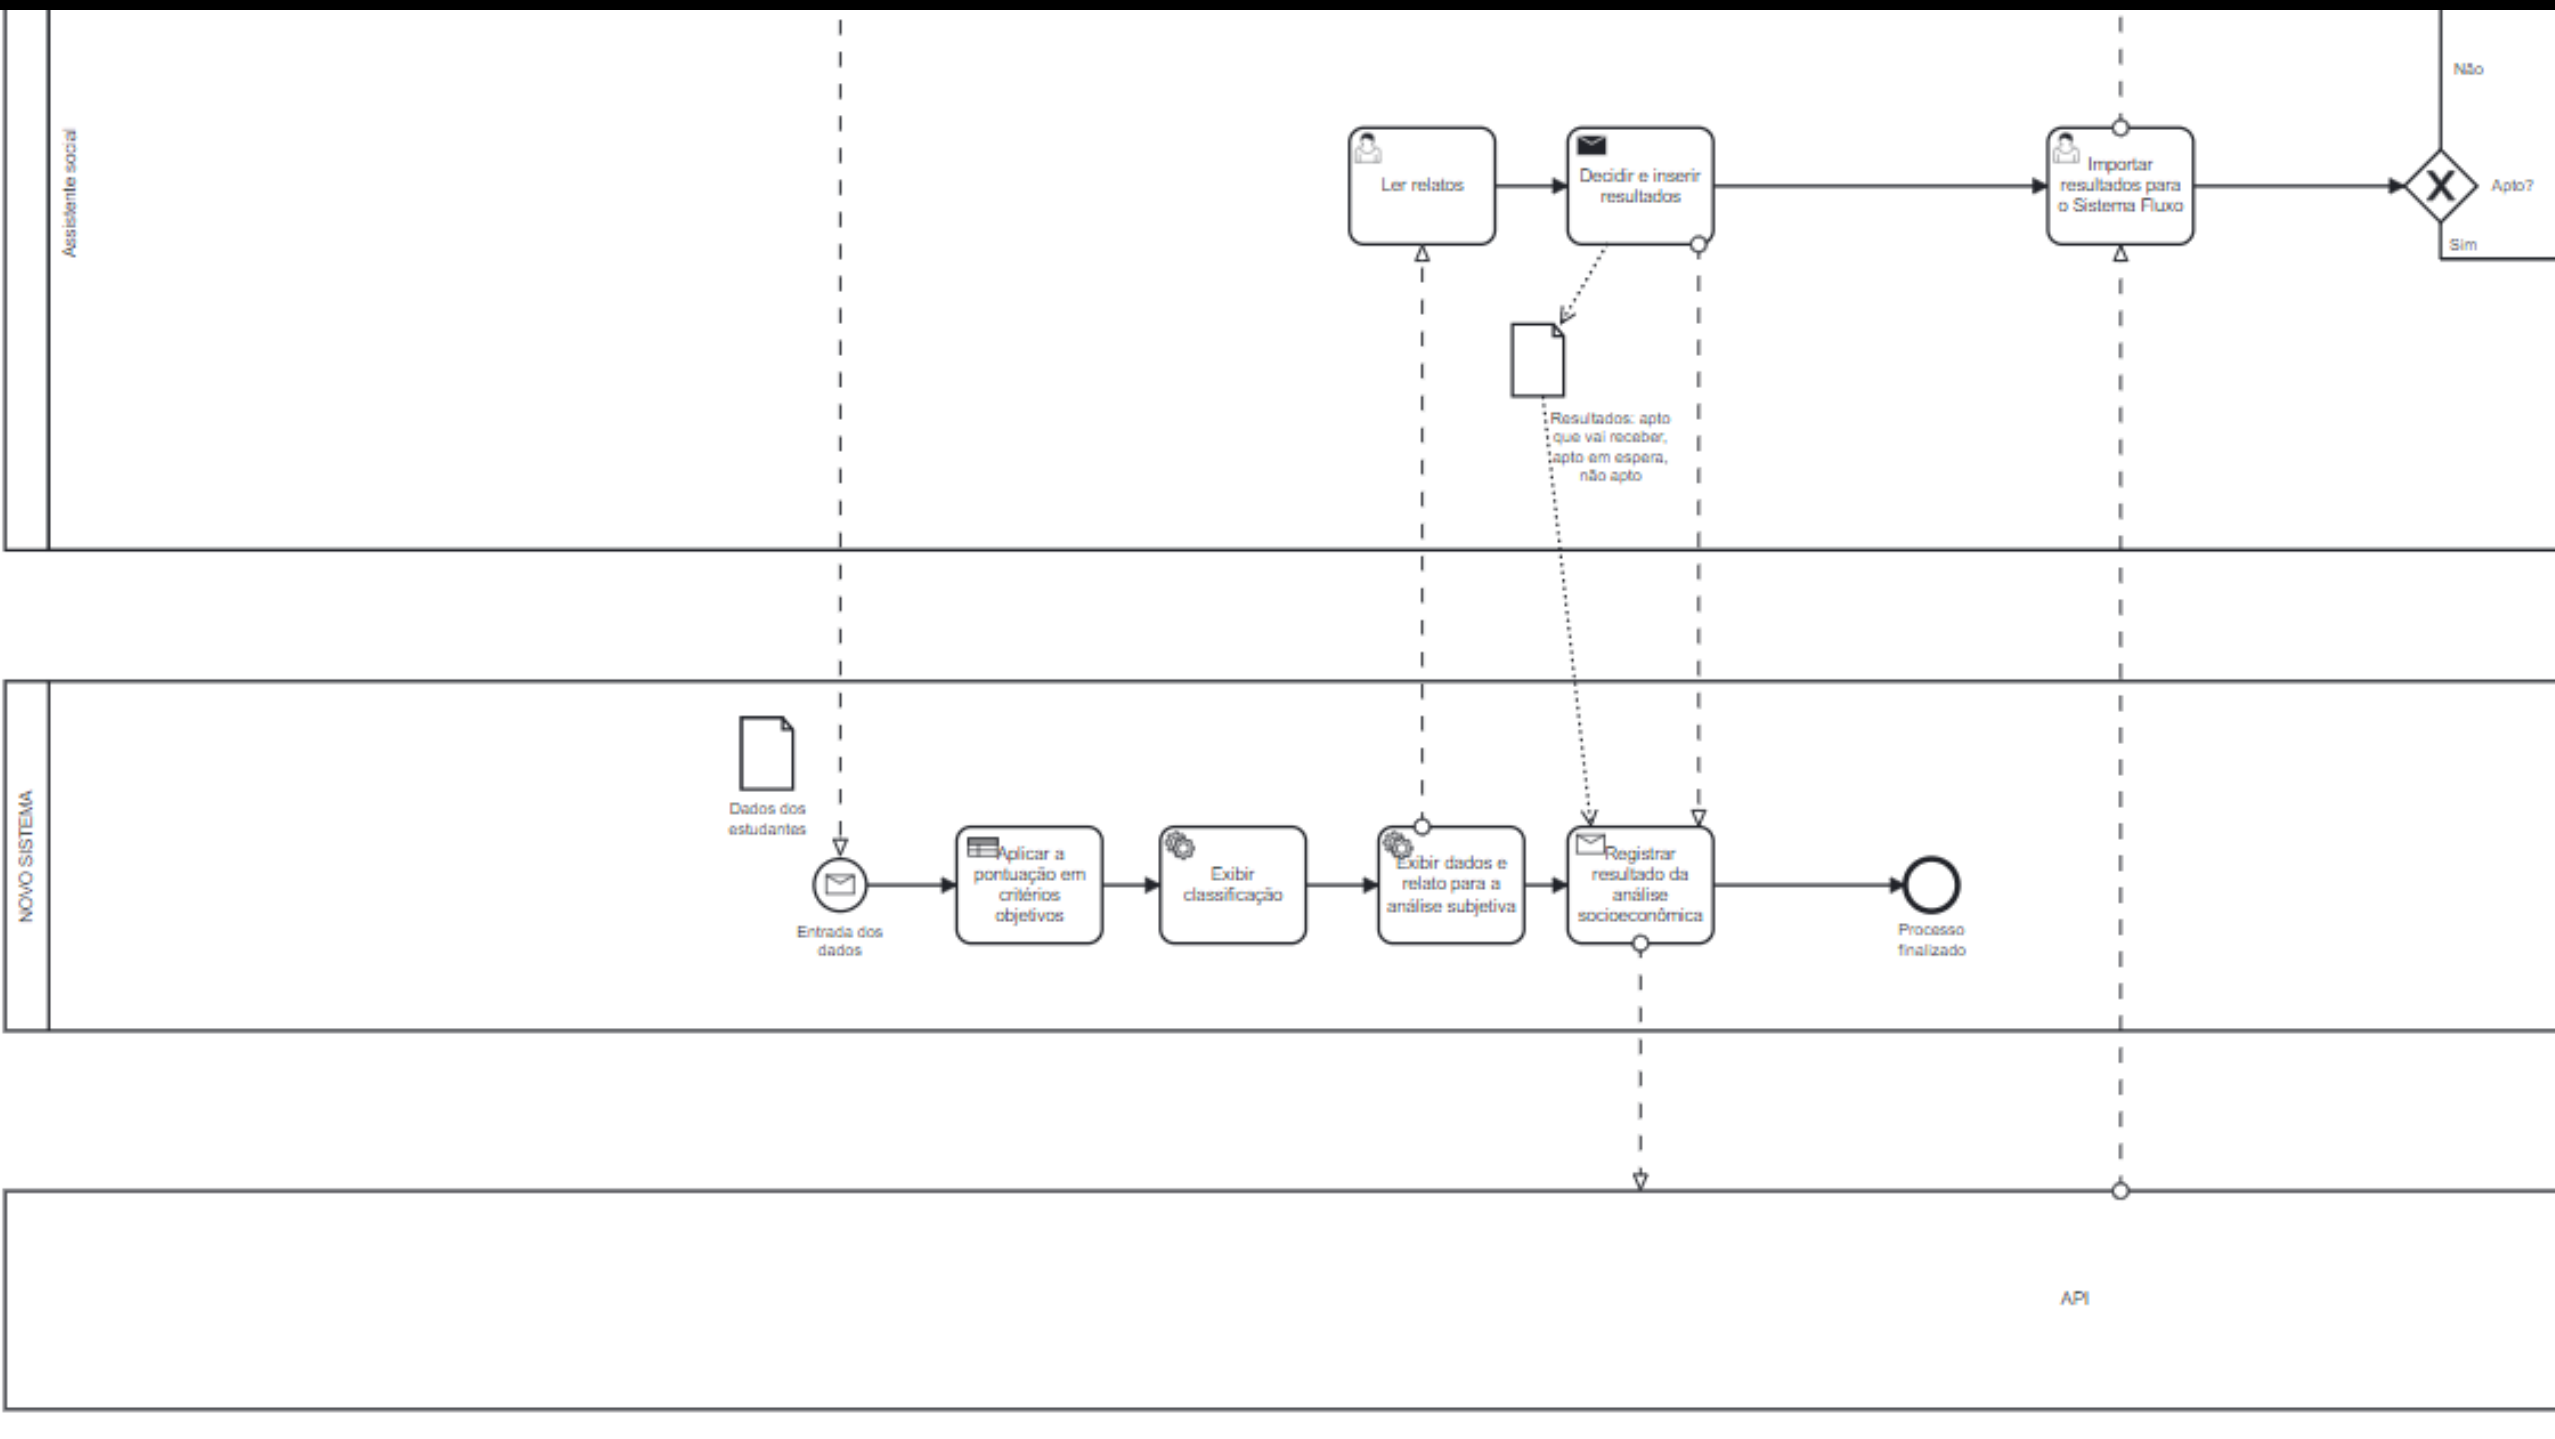 Não
Assistente social
Ler relatos
Decidir e inserir
resultados
Importar
resultados para
o Sistema Fluxo
Apto?
Sim
Resultados: apto
que vai receber,
apto em espera,
não apto
NOVO SISTEMA
Dados dos
estudantes
Entrada dos
dados
Aplicar a
pontuação em
critérios
objetivos
Exibir
classificação
Exibir dados e
relato para a
análise subjetiva
Registrar
resultado da
análise
socioeconômica
Processo
finalizado
API